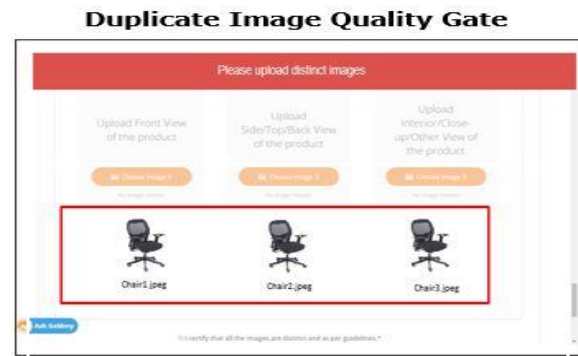 Duplicate Image Quality Gate
Please upload distinct images
Upload Front View
of the product
Upload
Side/Top/Back View
of the product
Upload
Interior/Close-
up/Other View of
the product
Choose Image 1
Choose Image 2
Choose Image 3
Chair1.jpeg
Chair2.jpeg
Chair3.jpeg
Ask GeMmy
I certify that all the images are distinct and as per guidelines.*